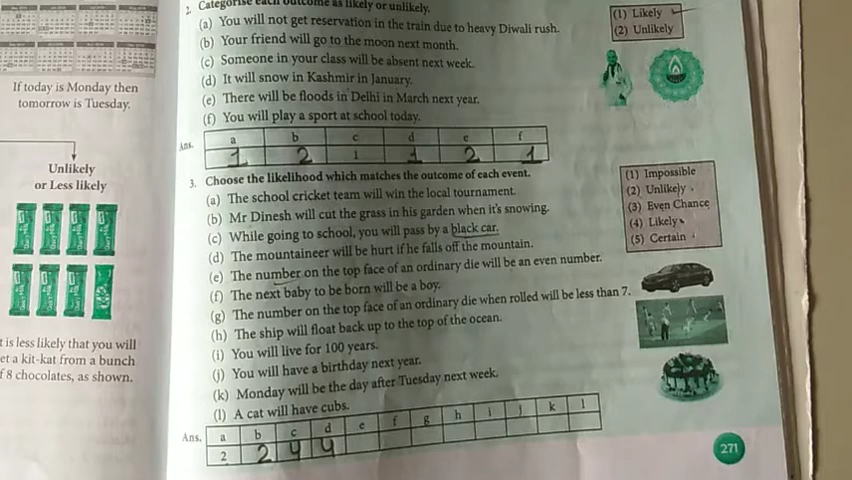 2. Categorise each outcome as likely or unlikely.
(a) You will not get reservation in the train due to heavy Diwali rush.
(b) Your friend will go to the moon next month.
(c) Someone in your class will be absent next week.
(d) It will snow in Kashmir in January.
(e) There will be floods in Delhi in March next year.
(f) You will play a sport at school today.
(1) Likely
(2) Unlikely
Ans.
a b c d e f
1 2 1 1 2 1
3. Choose the likelihood which matches the outcome of each event.
(a) The school cricket team will win the local tournament.
(b) Mr Dinesh will cut the grass in his garden when it's snowing.
(c) While going to school, you will pass by a black car.
(d) The mountaineer will be hurt if he falls off the mountain.
(e) The number on the top face of an ordinary die will be an even number.
(f) The next baby to be born will be a boy.
(g) The number on the top face of an ordinary die when rolled will be less than 7.
(h) The ship will float back up to the top of the ocean.
(i) You will live for 100 years.
(j) You will have a birthday next year.
(k) Monday will be the day after Tuesday next week.
(l) A cat will have cubs.
(1) Impossible
(2) Unlikely
(3) Even Chance
(4) Likely
(5) Certain
Ans.
a b c d e f g h i j k l
2 2 4 4
271
If today is Monday then
tomorrow is Tuesday.
Unlikely
or Less likely
t is less likely that you will
et a kit-kat from a bunch
f 8 chocolates, as shown.